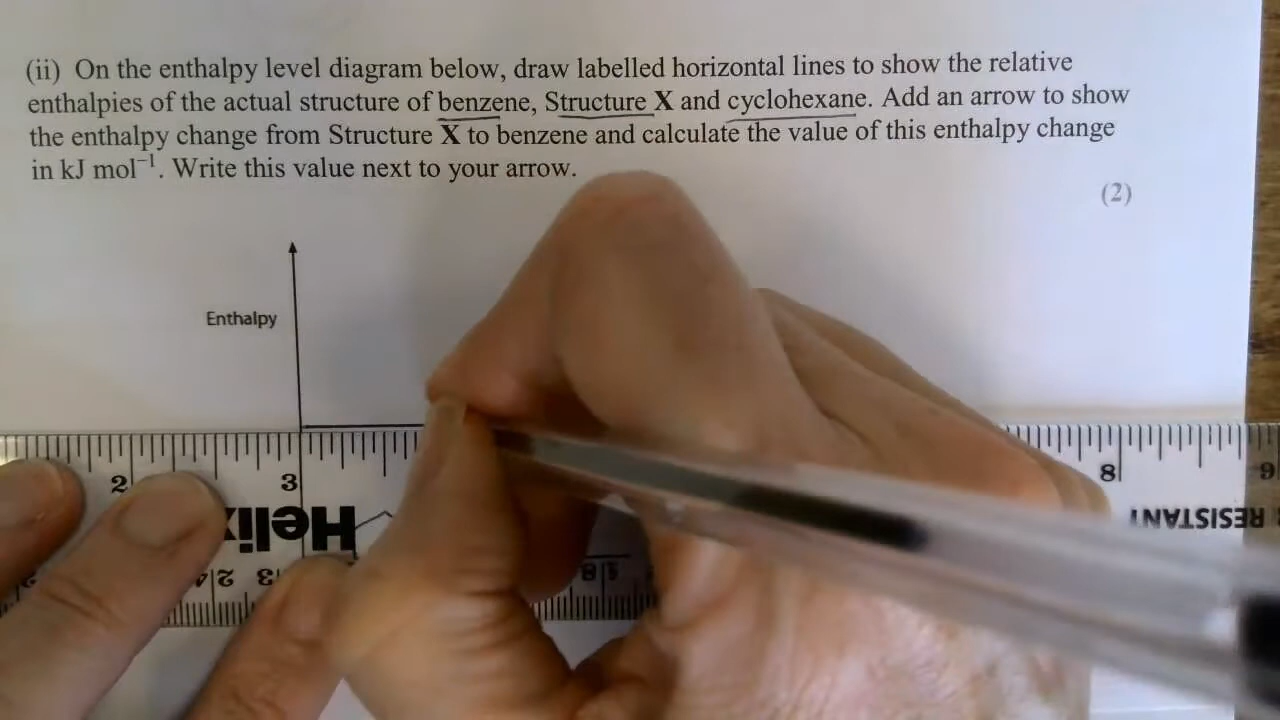 (ii) On the enthalpy level diagram below, draw labelled horizontal lines to show the relative
enthalpies of the actual structure of benzene, Structure X and cyclohexane. Add an arrow to show
the enthalpy change from Structure X to benzene and calculate the value of this enthalpy change
in kJ mol⁻¹. Write this value next to your arrow.
(2)
Enthalpy
2 3 8 9
Helix RESISTANT